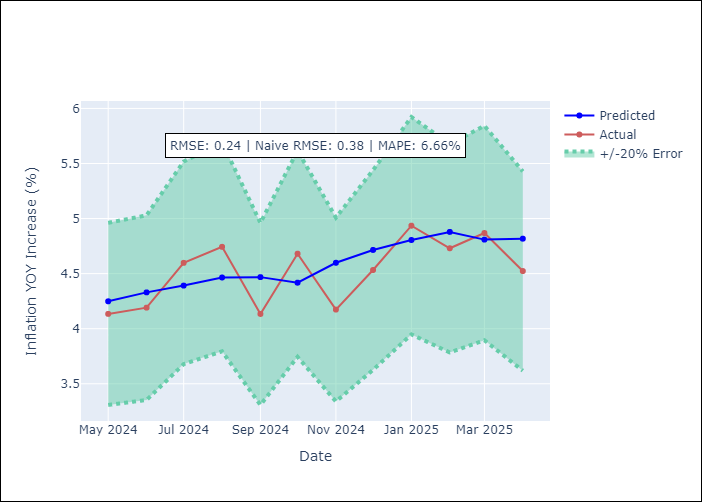 Predicted
Actual
+/-20% Error
RMSE: 0.24 | Naive RMSE: 0.38 | MAPE: 6.66%
6
5.5
5
4.5
4
3.5
Inflation YOY Increase (%)
May 2024 Jul 2024 Sep 2024 Nov 2024 Jan 2025 Mar 2025
Date